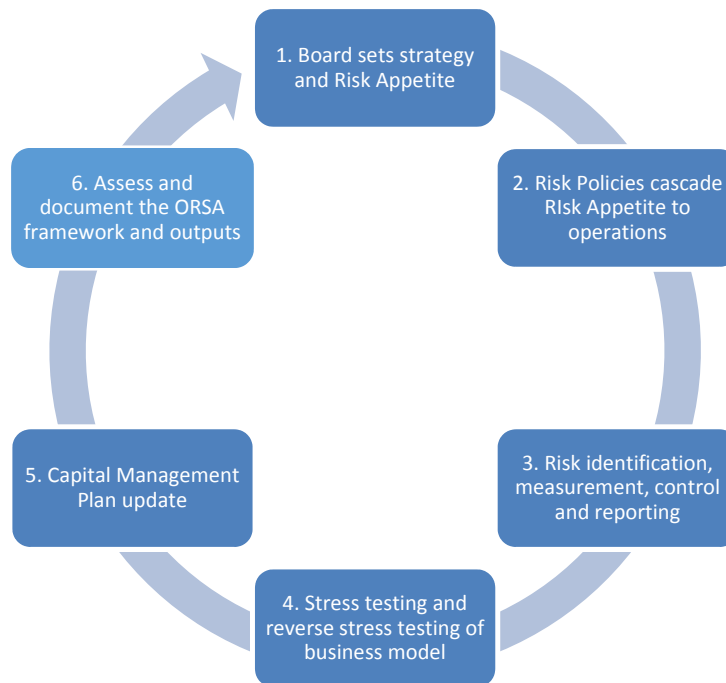 1. Board sets strategy
and Risk Appetite
2. Risk Policies cascade
RIsk Appetite to
operations
3. Risk identification,
measurement, control
and reporting
4. Stress testing and
reverse stress testing of
business model
5. Capital Management
Plan update
6. Assess and
document the ORSA
framework and outputs